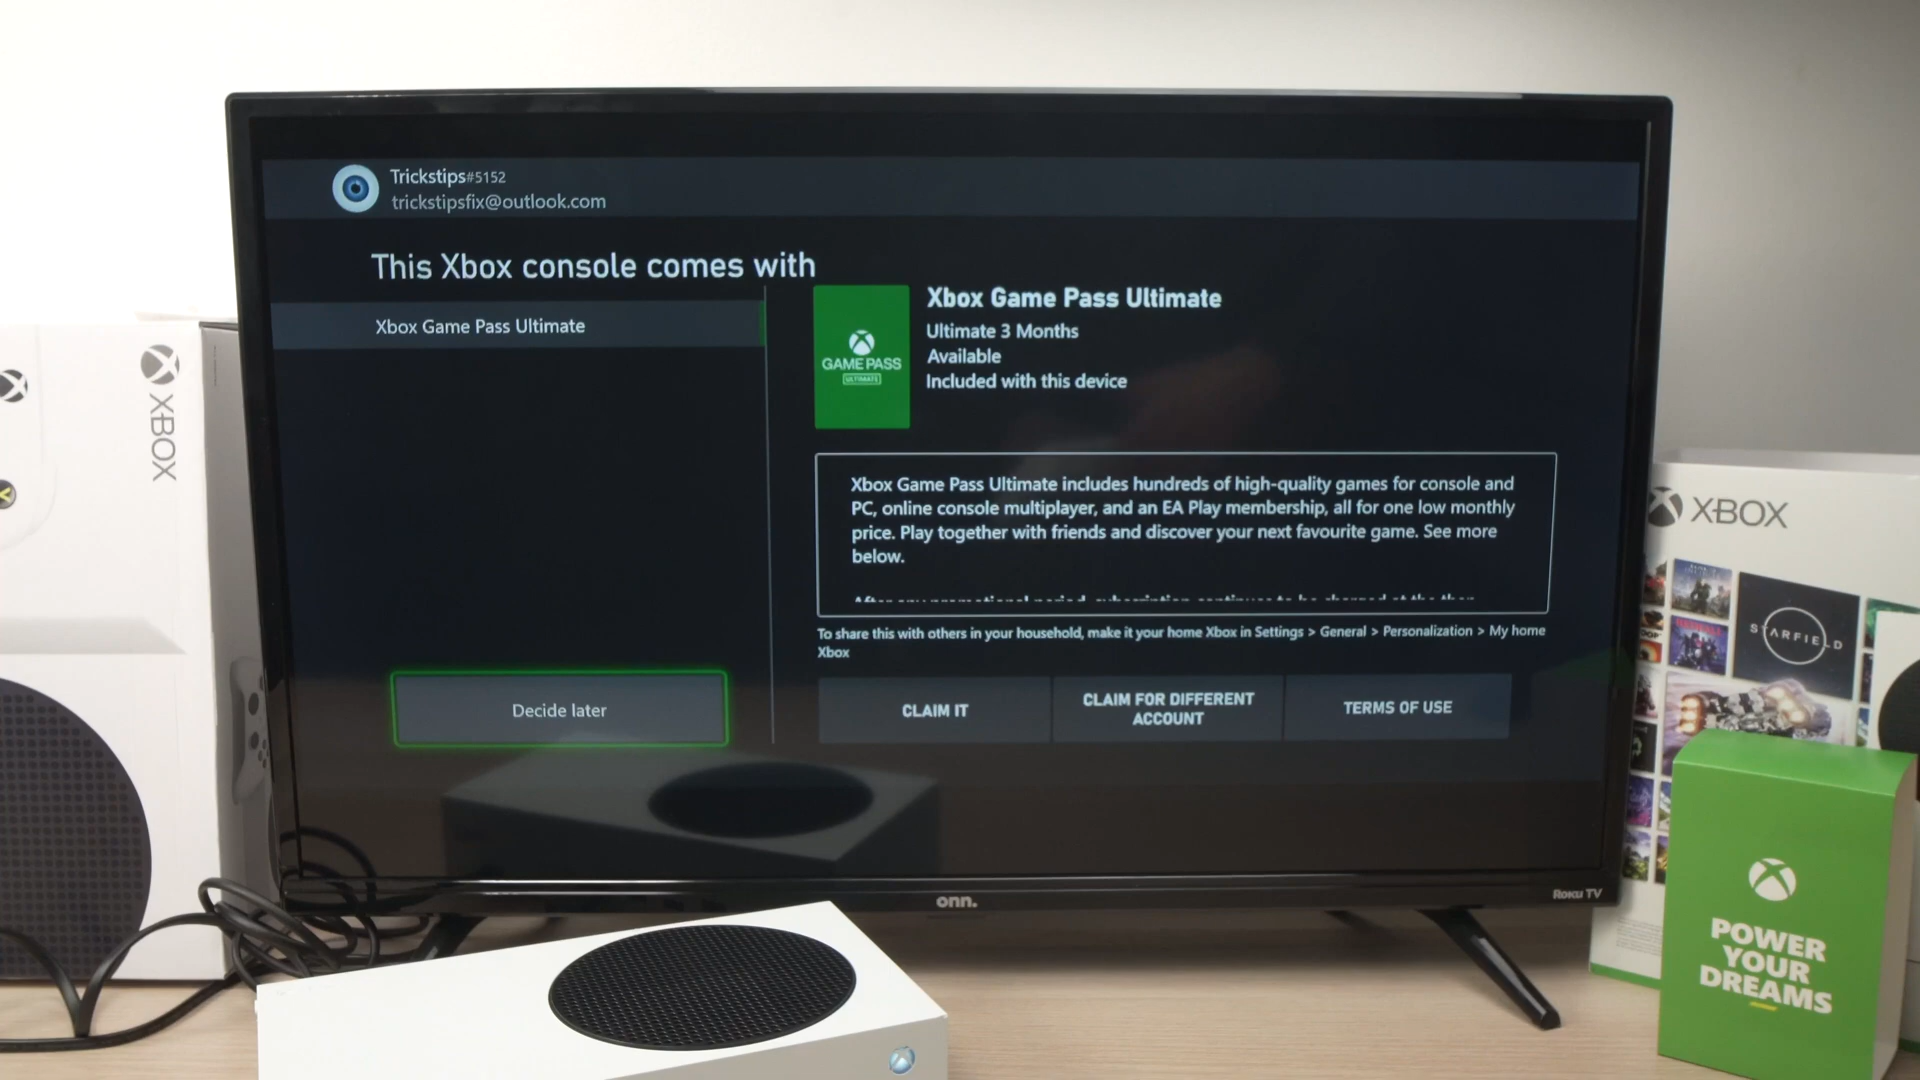 Trickstips#5152
trickstipsfix@outlook.com
This Xbox console comes with
Xbox Game Pass Ultimate
Decide later
GAME PASS
ULTIMATE
Xbox Game Pass Ultimate
Ultimate 3 Months
Available
Included with this device
Xbox Game Pass Ultimate includes hundreds of high-quality games for console and
PC, online console multiplayer, and an EA Play membership, all for one low monthly
price. Play together with friends and discover your next favourite game. See more
below.
To share this with others in your household, make it your home Xbox in Settings > General > Personalization > My home
Xbox
CLAIM IT
CLAIM FOR DIFFERENT
ACCOUNT
TERMS OF USE
onn.
Roku TV
XBOX
XBOX
STARFIELD
POWER
YOUR
DREAMS